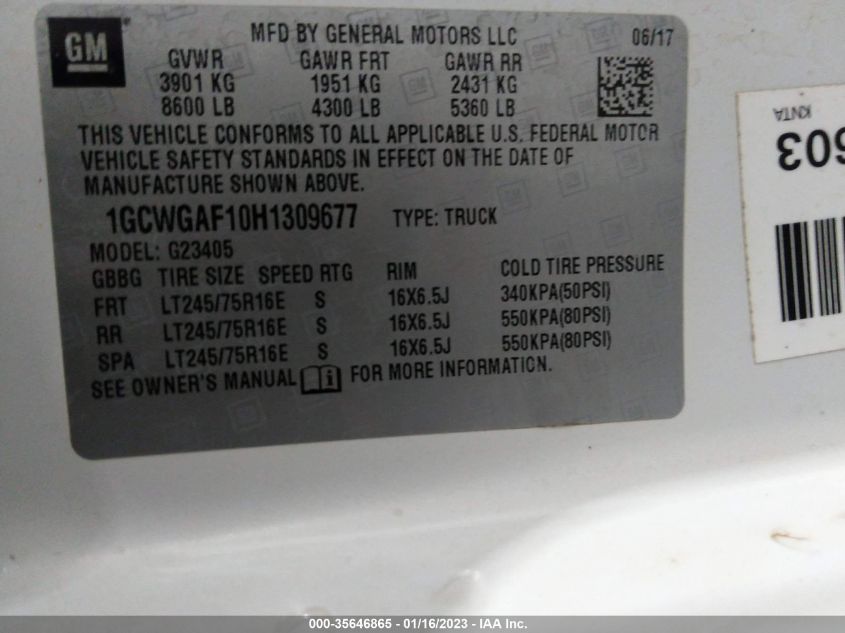 GM
MFD BY GENERAL MOTORS LLC 06/17
GVWR GAWR FRT GAWR RR
3901 KG 1951 KG 2431 KG
8600 LB 4300 LB 5360 LB
THIS VEHICLE CONFORMS TO ALL APPLICABLE U.S. FEDERAL MOTOR
VEHICLE SAFETY STANDARDS IN EFFECT ON THE DATE OF
MANUFACTURE SHOWN ABOVE.
1GCWGAF10H1309677 TYPE: TRUCK
MODEL: G23405
GBBG TIRE SIZE SPEED RTG RIM COLD TIRE PRESSURE
FRT LT245/75R16E S 16X6.5J 340KPA(50PSI)
RR LT245/75R16E S 16X6.5J 550KPA(80PSI)
SPA LT245/75R16E S 16X6.5J 550KPA(80PSI)
SEE OWNER'S MANUAL FOR MORE INFORMATION.
KNTA
000-35646865 - 01/16/2023 - IAA Inc.